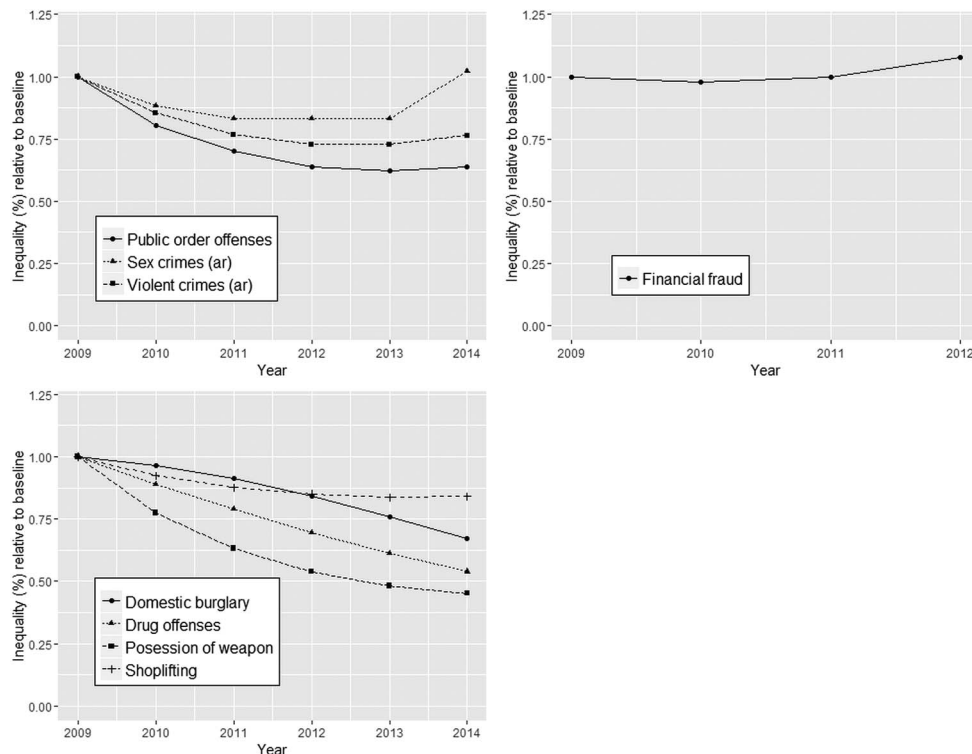 1.25
1.00
0.75
0.50
0.25
0.00
Inequality (%) relative to baseline
Public order offenses
Sex crimes (ar)
Violent crimes (ar)
2009 2010 2011 2012 2013 2014
Year
1.25
1.00
0.75
0.50
0.25
0.00
Inequality (%) relative to baseline
Financial fraud
2009 2010 2011 2012
Year
1.25
1.00
0.75
0.50
0.25
0.00
Inequality (%) relative to baseline
Domestic burglary
Drug offenses
Posession of weapon
Shoplifting
2009 2010 2011 2012 2013 2014
Year